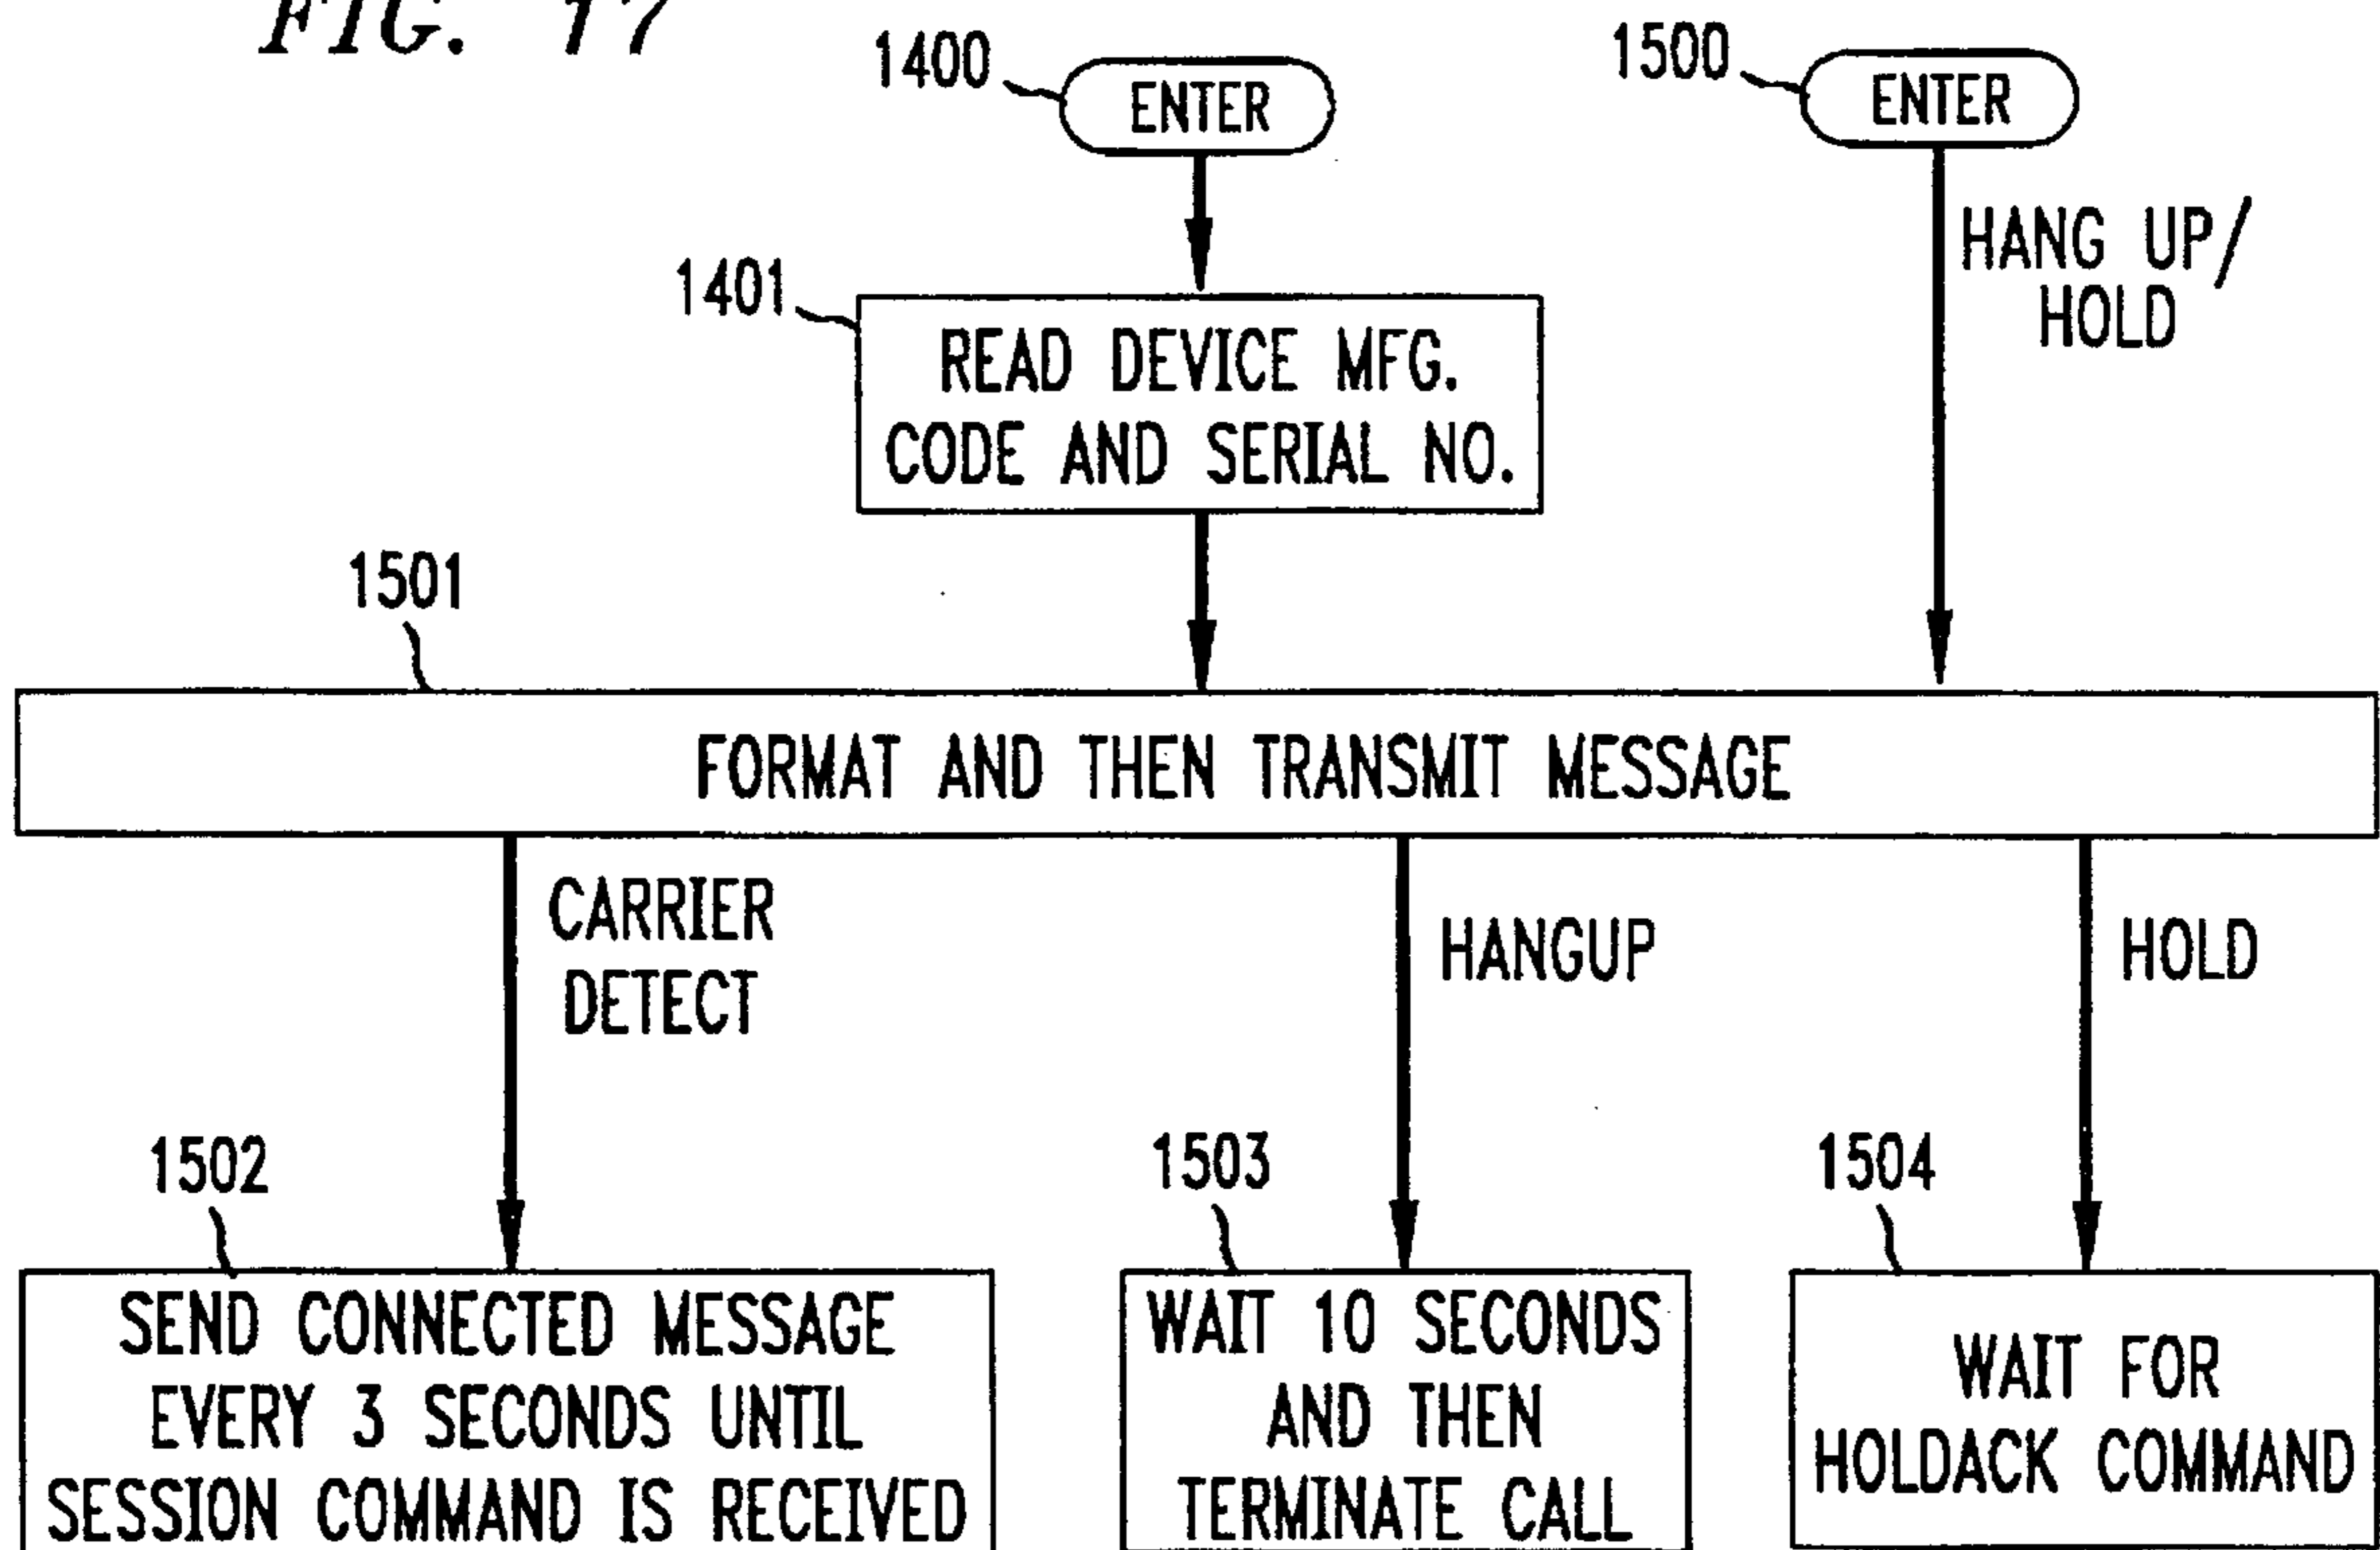 FIG. 17
1400
ENTER
1500
ENTER
HANG UP/
HOLD
1401
READ DEVICE MFG.
CODE AND SERIAL NO.
1501
FORMAT AND THEN TRANSMIT MESSAGE
CARRIER
DETECT
HANGUP
HOLD
1502
SEND CONNECTED MESSAGE
EVERY 3 SECONDS UNTIL
SESSION COMMAND IS RECEIVED
1503
WAIT 10 SECONDS
AND THEN
TERMINATE CALL
1504
WAIT FOR
HOLDACK COMMAND